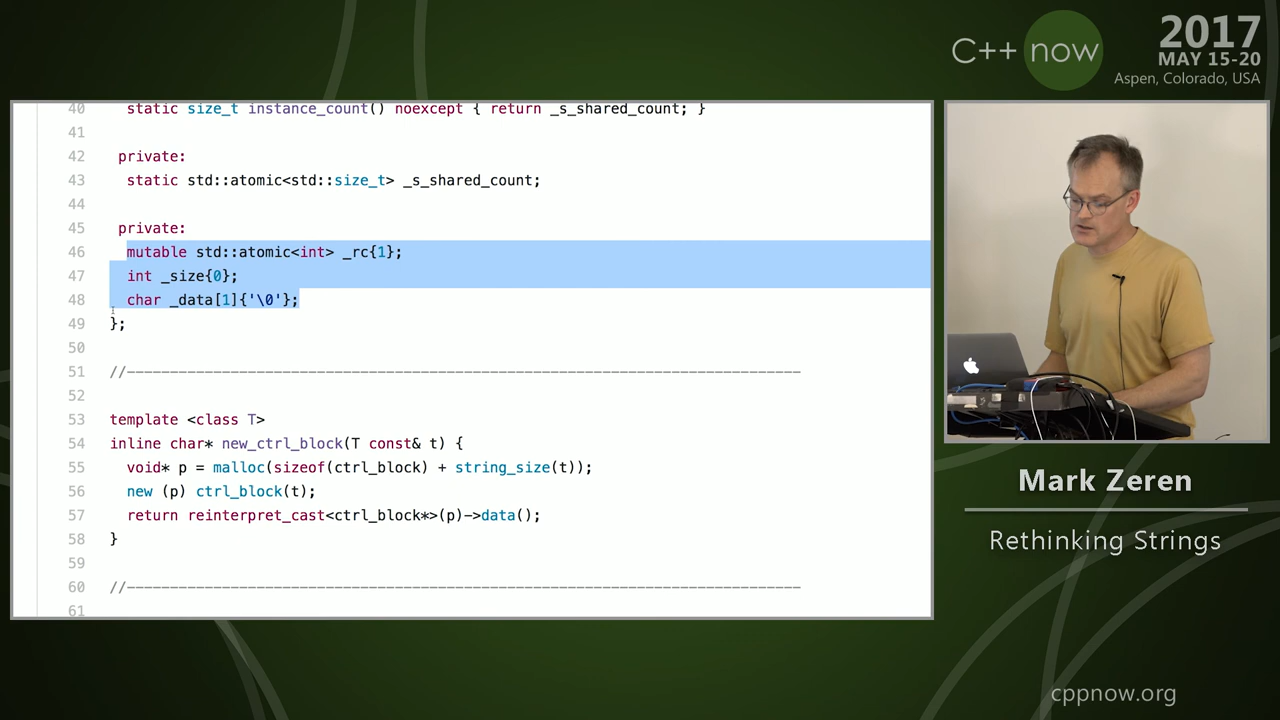 C++ now
2017
MAY 15-20
Aspen, Colorado, USA
40 static size_t instance_count() noexcept { return _s_shared_count; }
41
42 private:
43 static std::atomic<std::size_t> _s_shared_count;
44
45 private:
46 mutable std::atomic<int> _rc{1};
47 int _size{0};
48 char _data[1]{'\0'};
49 };
50
51 //------------------------------------------------------------------------------
52
53 template <class T>
54 inline char* new_ctrl_block(T const& t) {
55 void* p = malloc(sizeof(ctrl_block) + string_size(t));
56 new (p) ctrl_block(t);
57 return reinterpret_cast<ctrl_block*>(p)->data();
58 }
59
60 //------------------------------------------------------------------------------
61
Mark Zeren
Rethinking Strings
cppnow.org